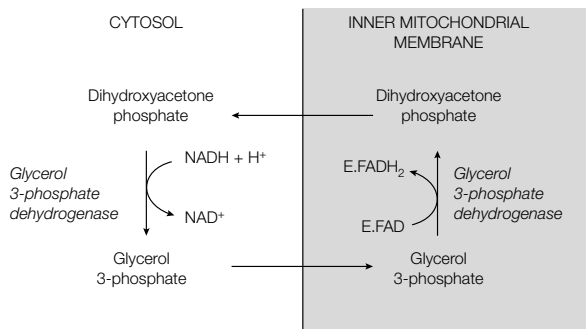 CYTOSOL
INNER MITOCHONDRIAL
MEMBRANE
Dihydroxyacetone
phosphate
Dihydroxyacetone
phosphate
Glycerol
3-phosphate
dehydrogenase
NADH + H⁺
NAD⁺
E.FADH₂
E.FAD
Glycerol
3-phosphate
dehydrogenase
Glycerol
3-phosphate
Glycerol
3-phosphate